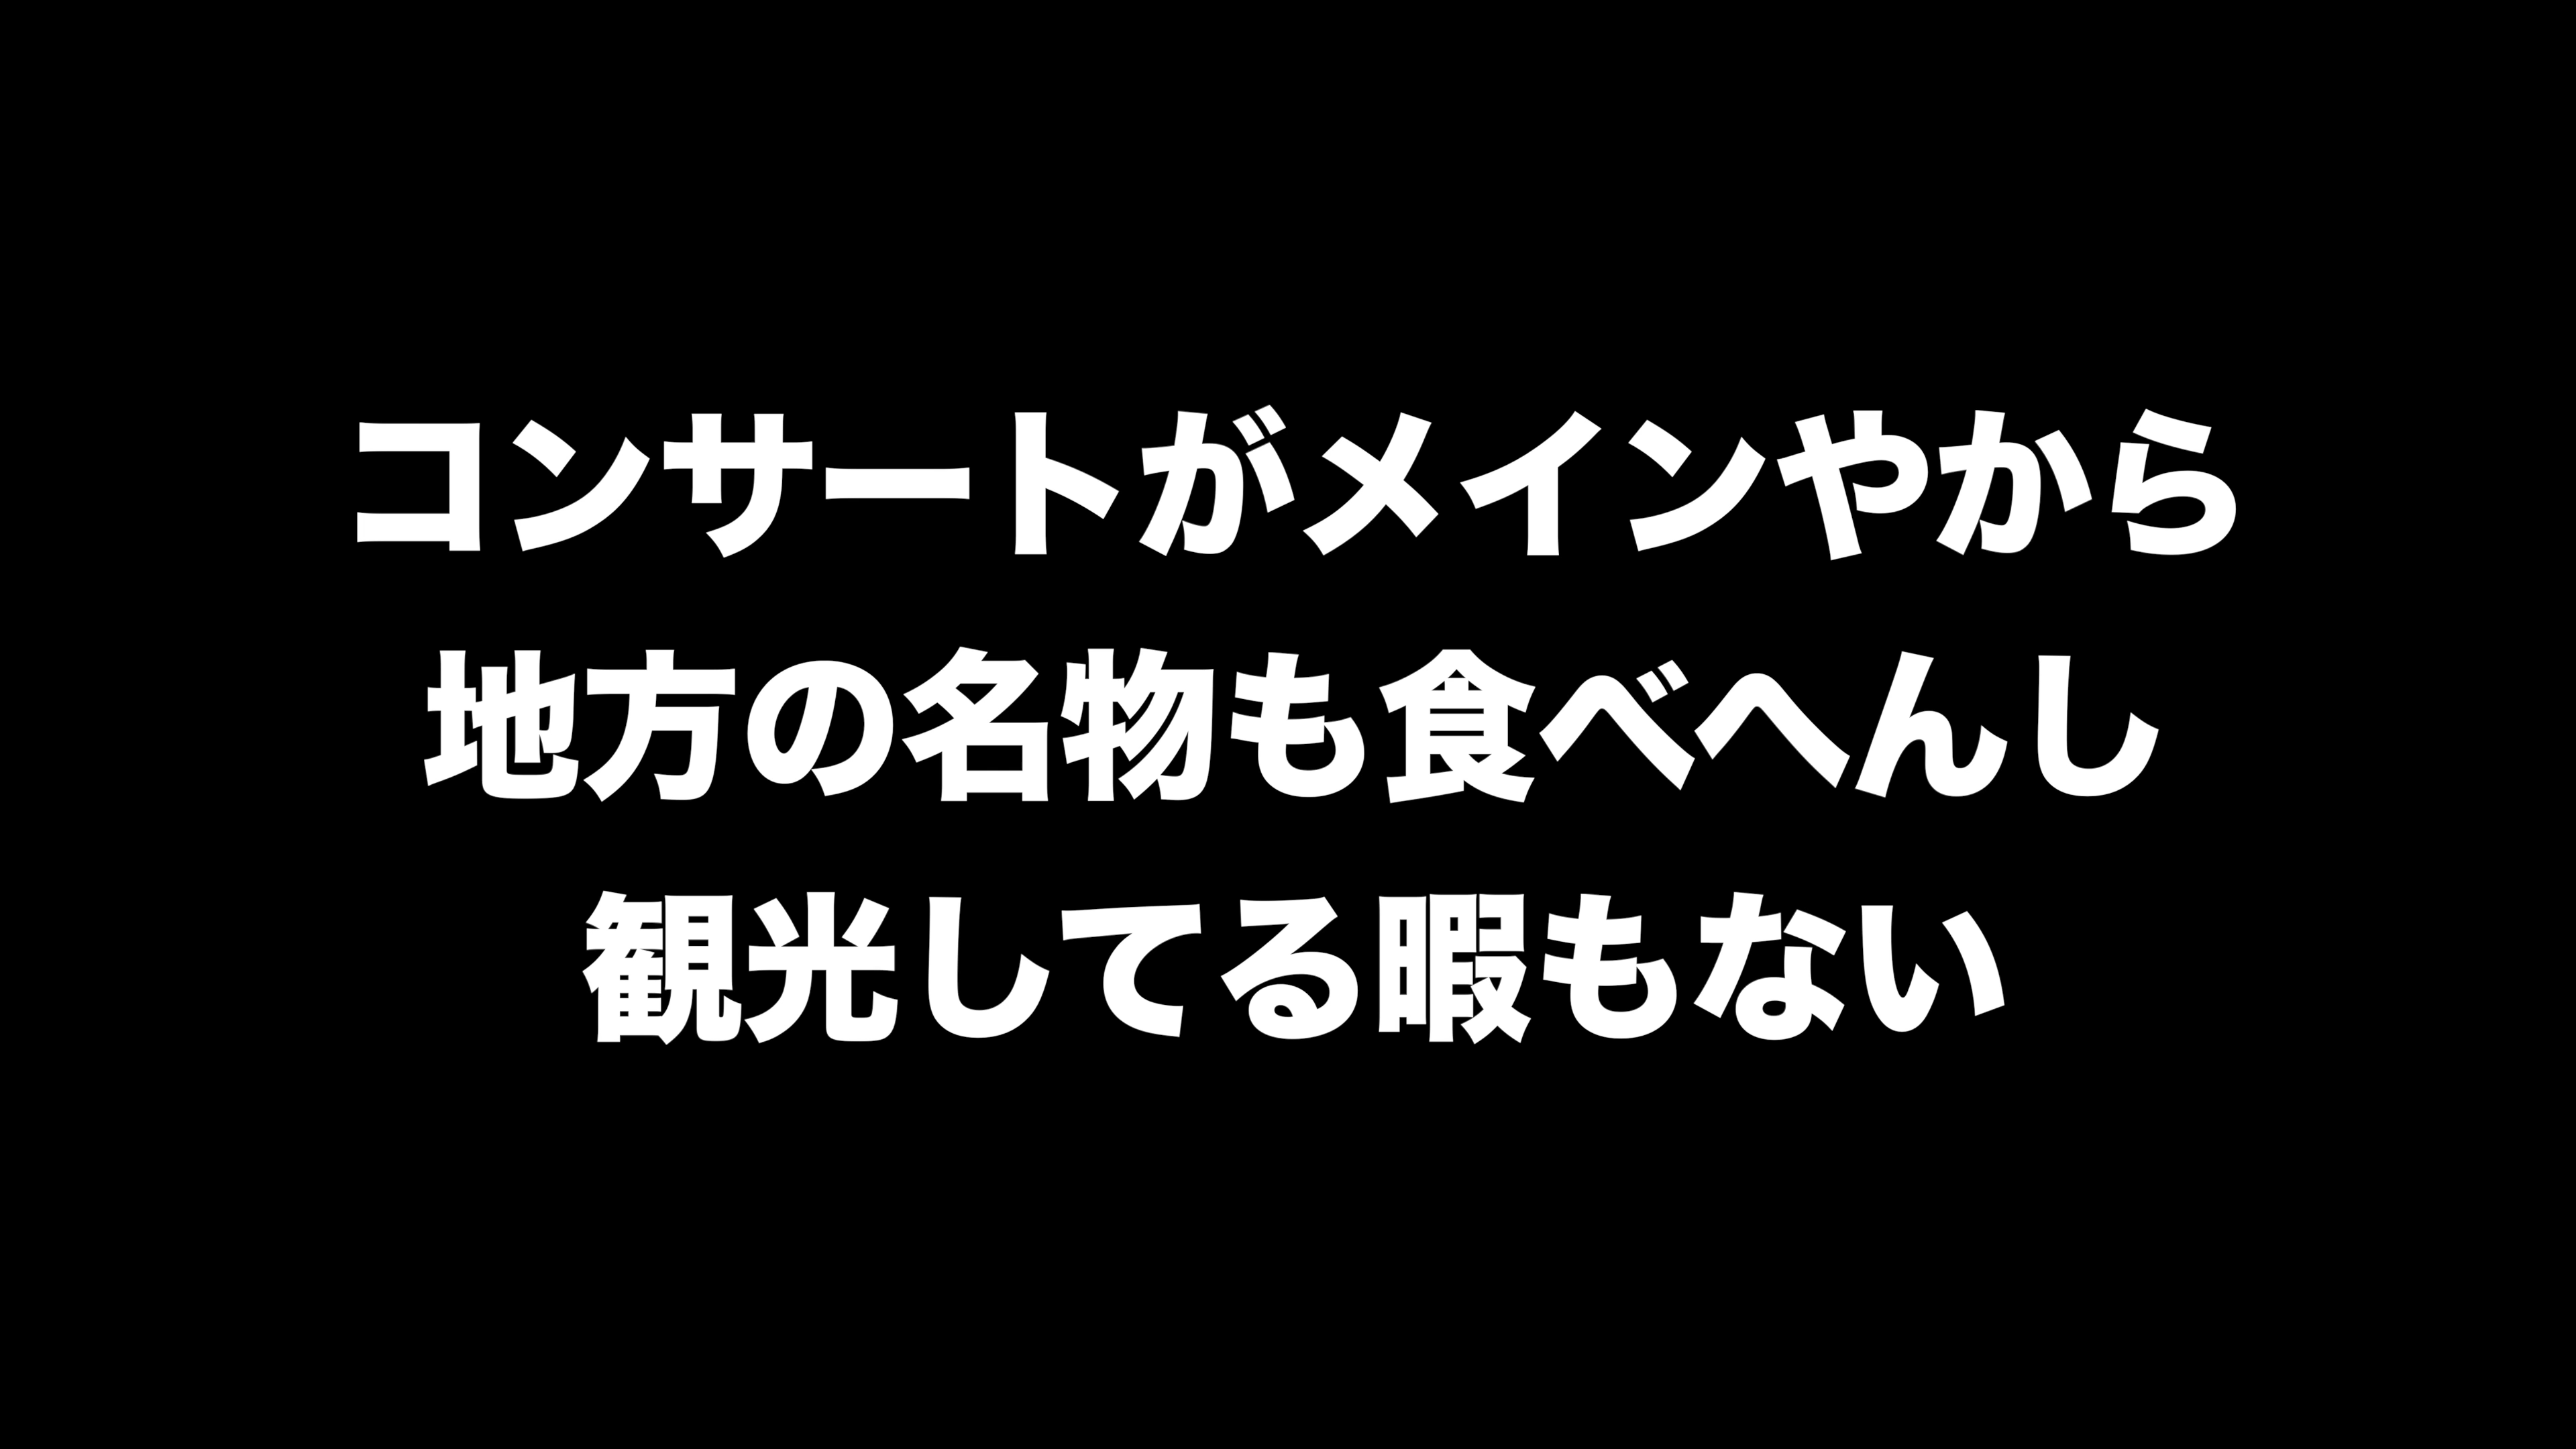 コンサートがメインやから
地方の名物も食べへんし
観光してる暇もない